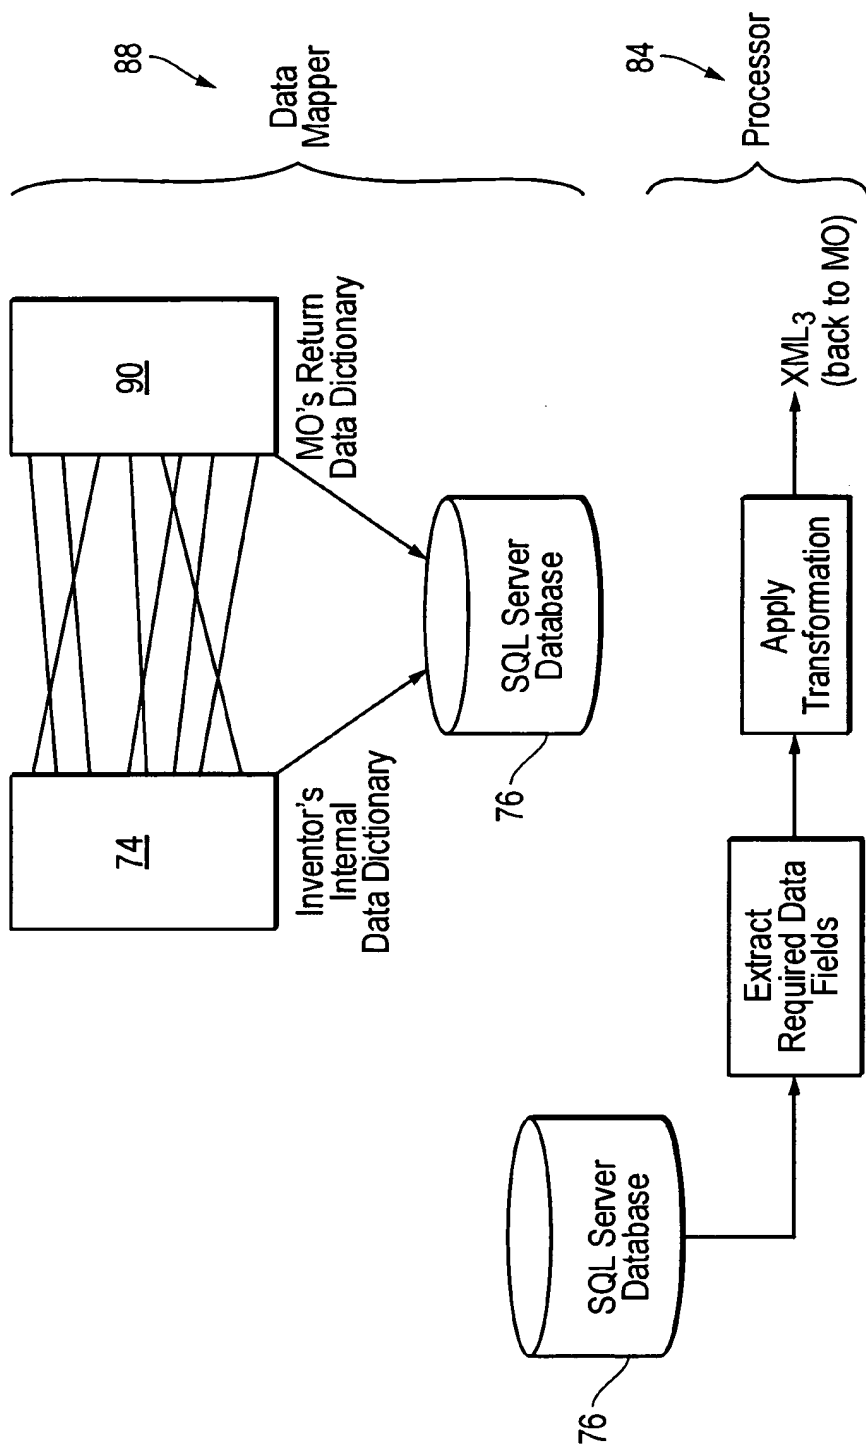 74
Inventor's
Internal
Data Dictionary
90
MO's Return
Data Dictionary
88
Data
Mapper
76
SQL Server
Database
76
SQL Server
Database
Extract
Required Data
Fields
Apply
Transformation
XML3
(back to MO)
84
Processor